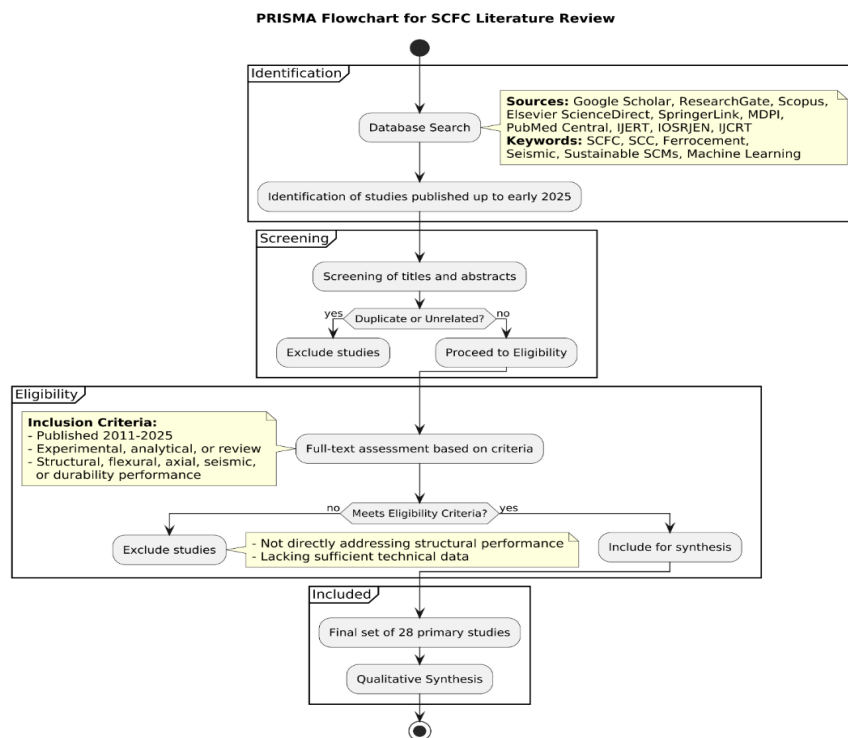 PRISMA Flowchart for SCFC Literature Review
Identification
Database Search
Sources: Google Scholar, ResearchGate, Scopus,
Elsevier ScienceDirect, SpringerLink, MDPI,
PubMed Central, IJERT, IOSRJEN, IJCRT
Keywords: SCFC, SCC, Ferrocement,
Seismic, Sustainable SCMs, Machine Learning
Identification of studies published up to early 2025
Screening
Screening of titles and abstracts
Duplicate or Unrelated?
yes
no
Exclude studies
Proceed to Eligibility
Eligibility
Inclusion Criteria:
- Published 2011-2025
- Experimental, analytical, or review
- Structural, flexural, axial, seismic,
or durability performance
Full-text assessment based on criteria
Meets Eligibility Criteria?
no
yes
Exclude studies
- Not directly addressing structural performance
- Lacking sufficient technical data
Include for synthesis
Included
Final set of 28 primary studies
Qualitative Synthesis